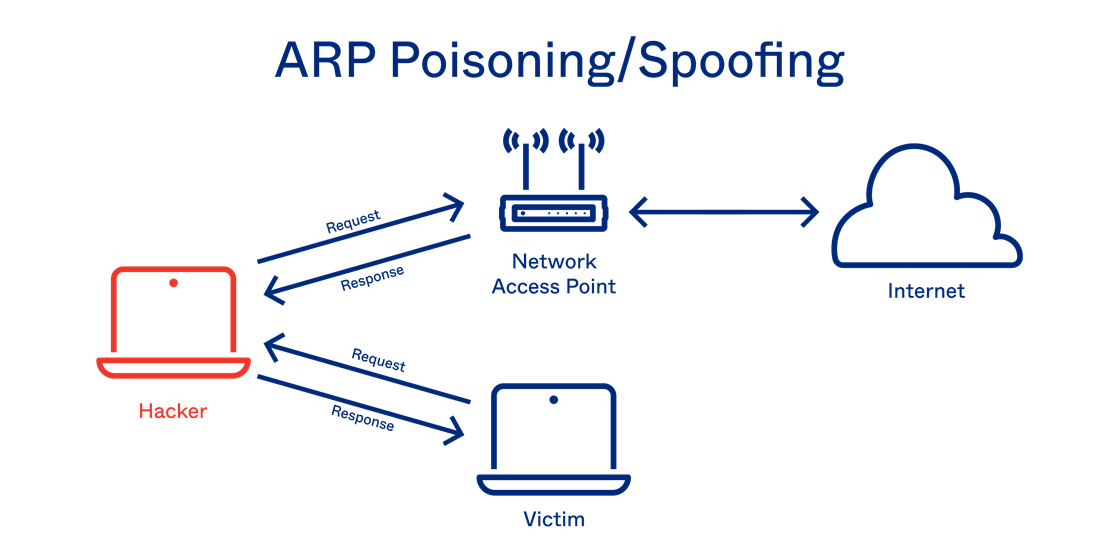 ARP Poisoning/Spoofing
Request
Response
Network
Access Point
Internet
Hacker
Request
Response
Victim